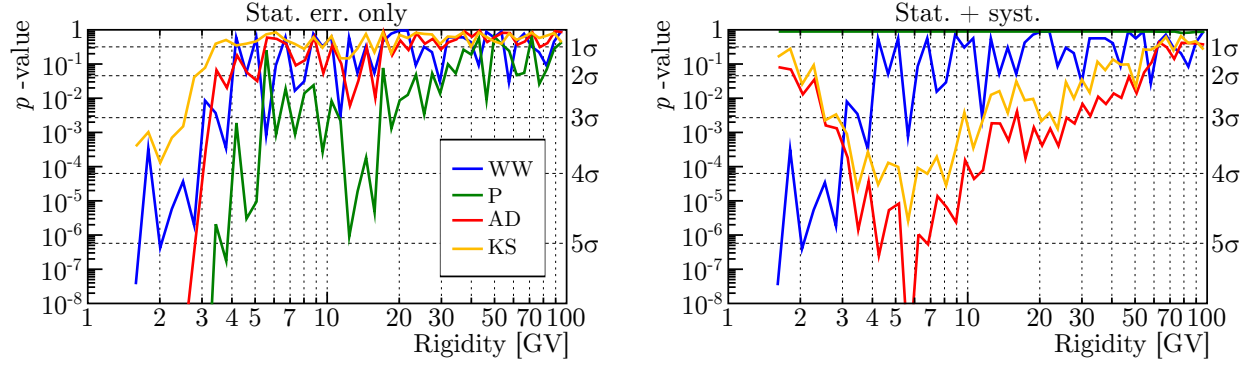 Stat. err. only
p -value
1
10⁻¹
10⁻²
10⁻³
10⁻⁴
10⁻⁵
10⁻⁶
10⁻⁷
10⁻⁸
1σ
2σ
3σ
4σ
5σ
WW
P
AD
KS
1 2 3 4 5 7 10 20 30 50 70 100
Rigidity [GV]
Stat. + syst.
p -value
1
10⁻¹
10⁻²
10⁻³
10⁻⁴
10⁻⁵
10⁻⁶
10⁻⁷
10⁻⁸
1σ
2σ
3σ
4σ
5σ
1 2 3 4 5 7 10 20 30 50 70 100
Rigidity [GV]